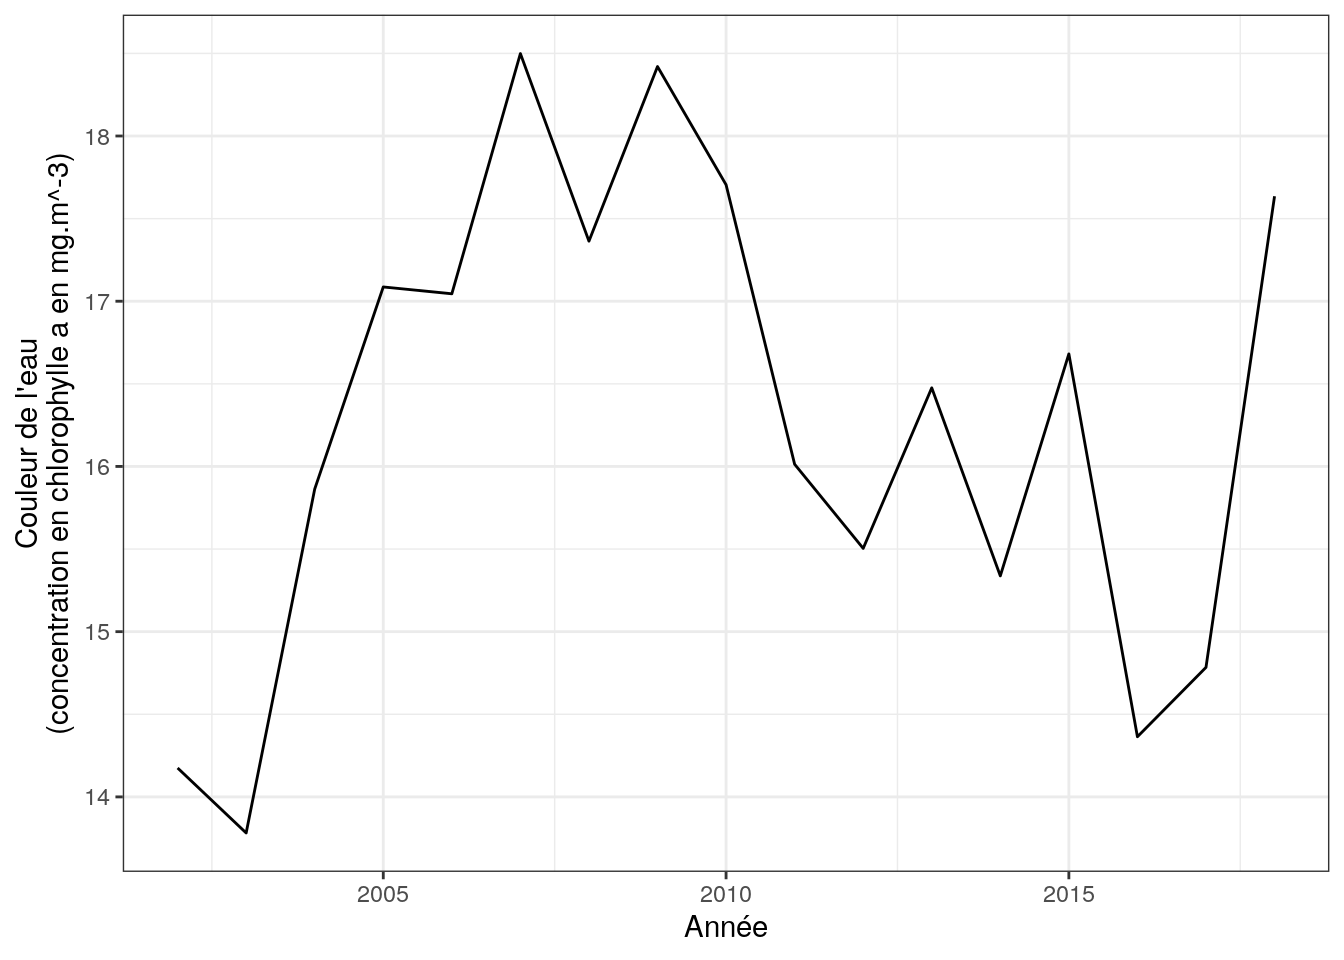 Couleur de l'eau
(concentration en chlorophylle a en mg.m^-3)
18
17
16
15
14
2005 2010 2015
Année